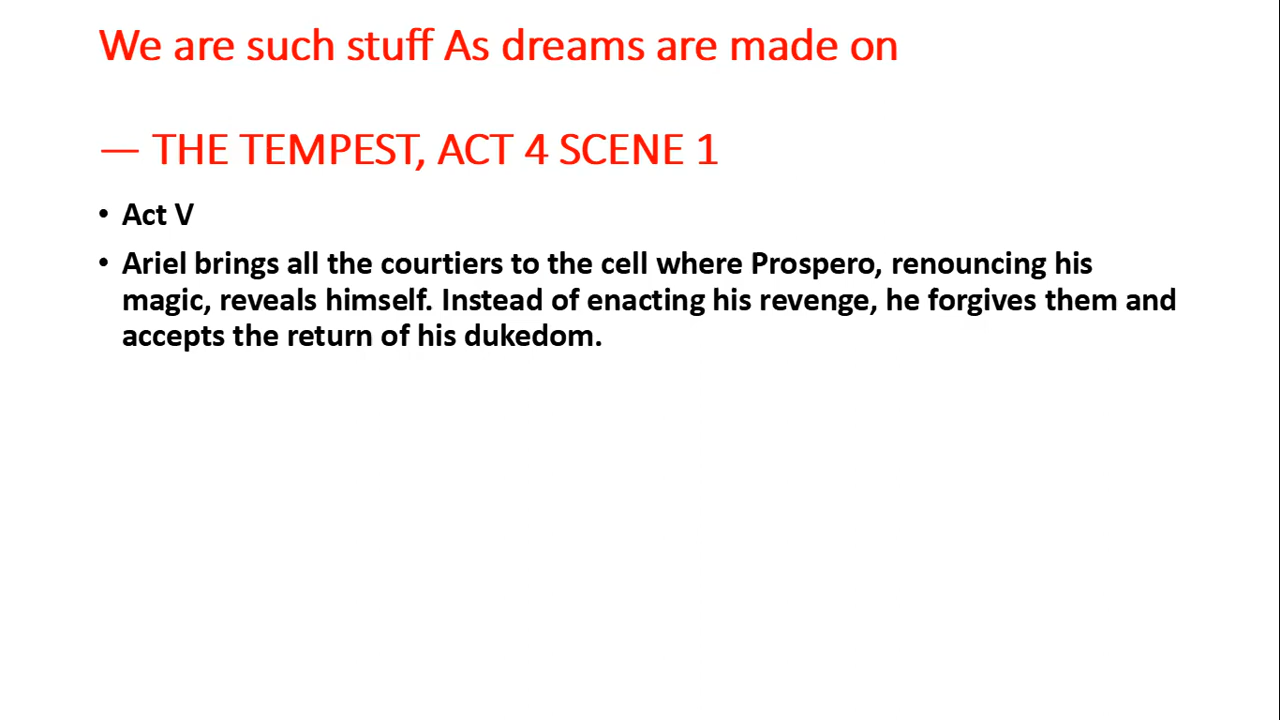 We are such stuff As dreams are made on
— THE TEMPEST, ACT 4 SCENE 1
• Act V
• Ariel brings all the courtiers to the cell where Prospero, renouncing his
magic, reveals himself. Instead of enacting his revenge, he forgives them and
accepts the return of his dukedom.